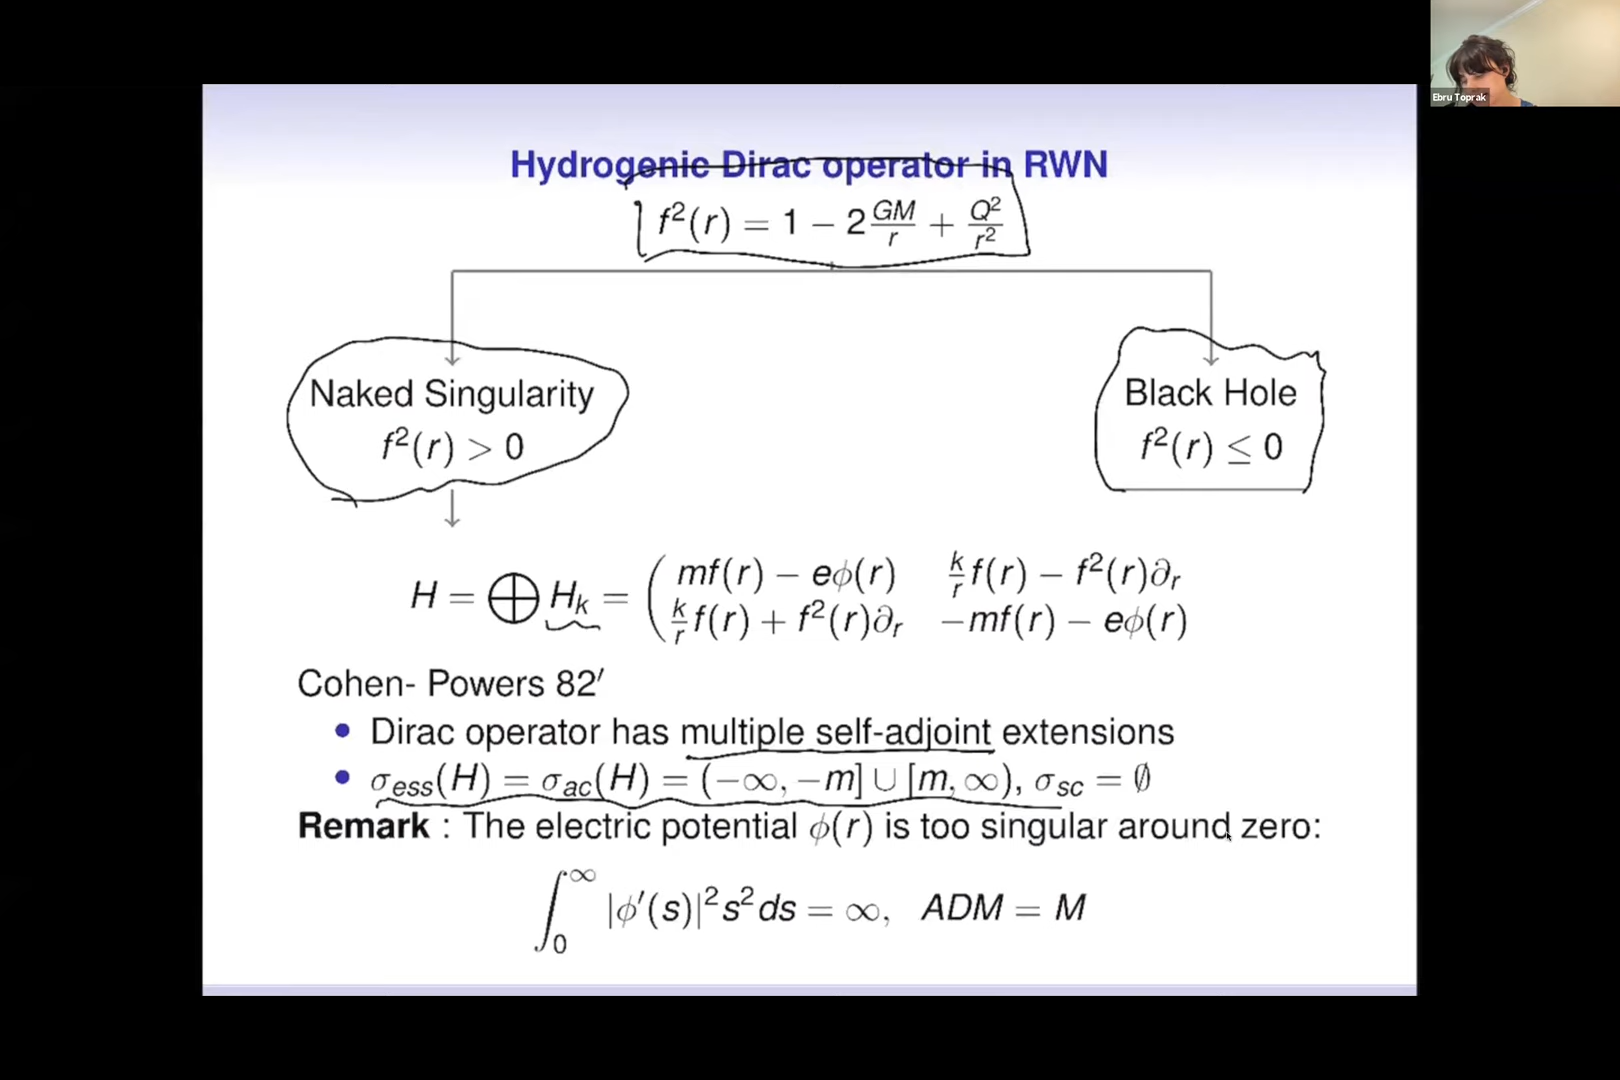 Ebru Toprak
Hydrogenic Dirac operator in RWN
f²(r) = 1 − 2 GM/r + Q²/r²
Naked Singularity
f²(r) > 0
Black Hole
f²(r) ≤ 0
H = ⊕ H_k = ( mf(r) − eϕ(r)   k/r f(r) − f²(r)∂_r
k/r f(r) + f²(r)∂_r   −mf(r) − eϕ(r)
Cohen- Powers 82′
• Dirac operator has multiple self-adjoint extensions
• σ_ess(H) = σ_ac(H) = (−∞, −m] ∪ [m, ∞), σ_sc = ∅
Remark : The electric potential ϕ(r) is too singular around zero:
∫_0^∞ |ϕ′(s)|² s² ds = ∞,   ADM = M